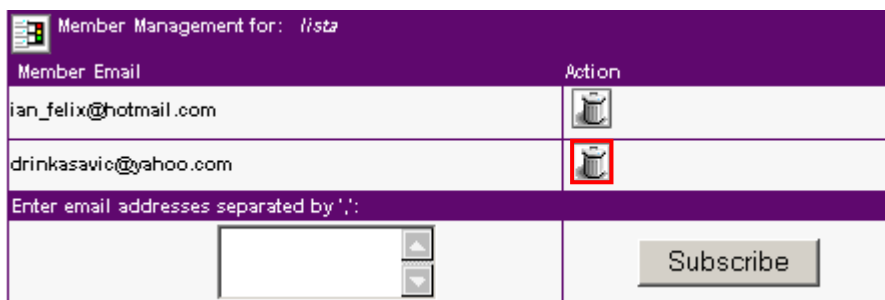 Member Management for: lista
Member Email Action
ian_felix@hotmail.com
drinkasavic@yahoo.com
Enter email addresses separated by ',':
Subscribe